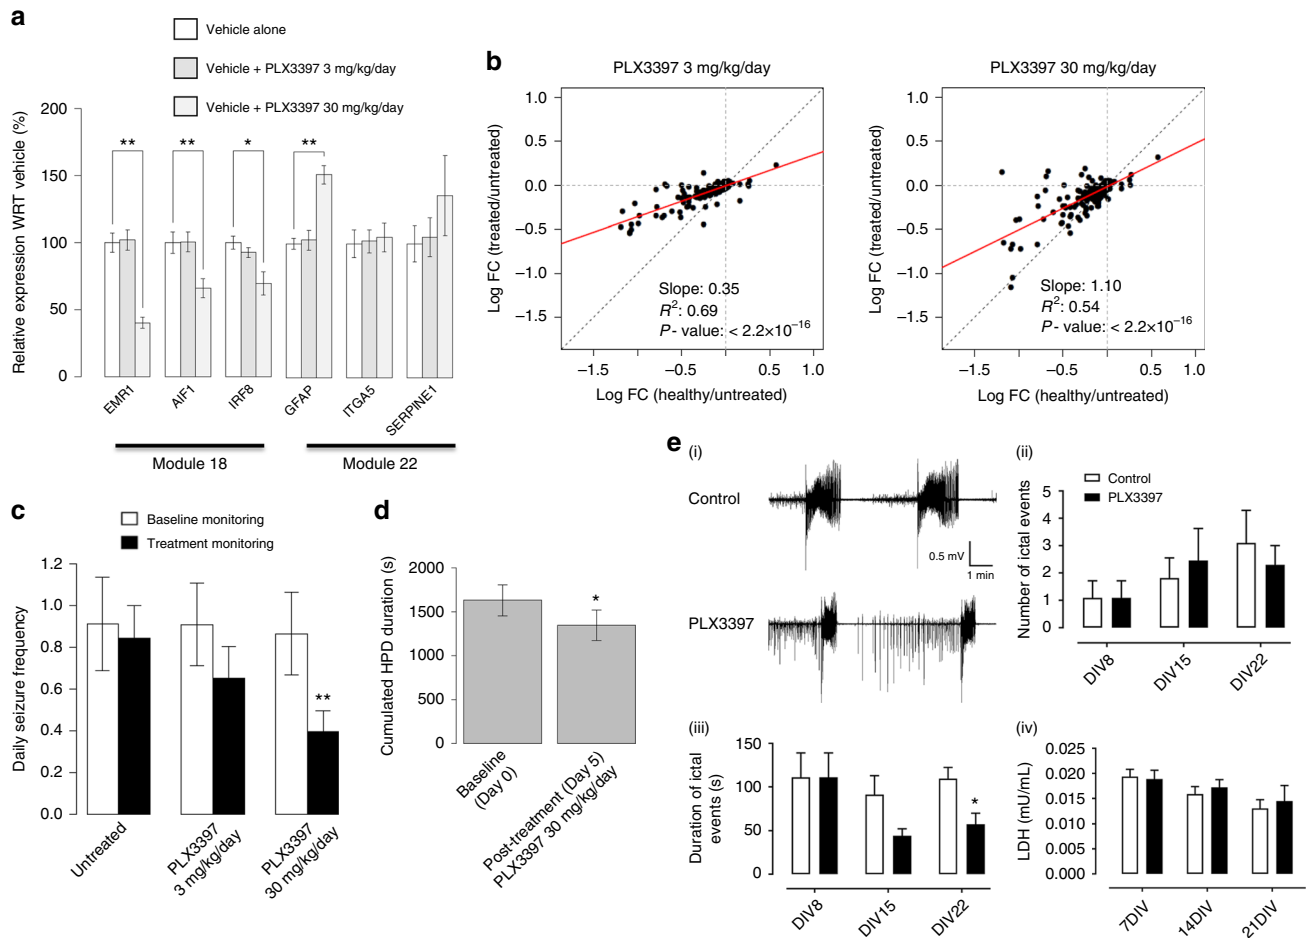 a
Vehicle alone
Vehicle + PLX3397 3 mg/kg/day
Vehicle + PLX3397 30 mg/kg/day
Relative expression WRT vehicle (%)
200
150
100
50
0
** ** * **
EMR1 AIF1 IRF8 GFAP ITGA5 SERPINE1
Module 18 Module 22
b
PLX3397 3 mg/kg/day
Log FC (treated/untreated)
1.0
0.0
−0.5
−1.0
−1.5
Slope: 0.35
R²: 0.69
P- value: < 2.2×10⁻¹⁶
−1.5 −0.5 0.0 0.5 1.0
Log FC (healthy/untreated)
PLX3397 30 mg/kg/day
Log FC (treated/untreated)
1.0
0.0
−0.5
−1.0
−1.5
Slope: 1.10
R²: 0.54
P- value: < 2.2×10⁻¹⁶
−1.5 −0.5 0.5 1.0
Log FC (healthy/untreated)
c
Baseline monitoring
Treatment monitoring
Daily seizure frequency
1.2
1.0
0.8
0.6
0.4
0.2
0.0
**
Untreated
PLX3397
3 mg/kg/day
PLX3397
30 mg/kg/day
d
Cumulated HPD duration (s)
2000
1500
1000
500
0
*
Baseline
(Day 0)
Post-treatment (Day 5)
PLX3397 30 mg/kg/day
e
(i)
Control
0.5 mV
1 min
PLX3397
(ii)
Control
PLX3397
Number of ictal events
5
4
3
2
1
0
DIV8 DIV15 DIV22
(iii)
Duration of ictal
events (s)
150
100
50
0
*
DIV8 DIV15 DIV22
(iv)
LDH (mU/mL)
0.025
0.020
0.015
0.010
0.005
0.000
7DIV 14DIV 21DIV